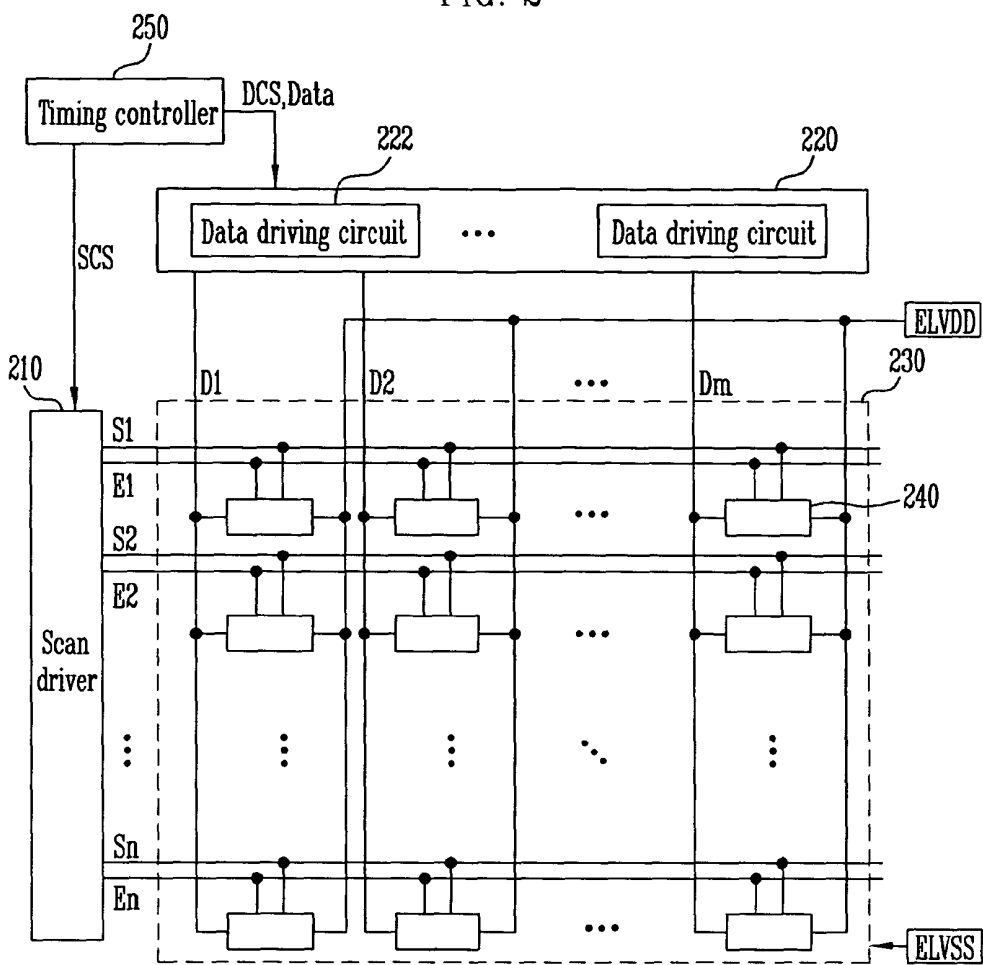 FIG. 2
250
Timing controller
DCS,Data
222
220
Data driving circuit
...
Data driving circuit
SCS
ELVDD
210
D1
D2
...
Dm
230
S1
E1
...
240
S2
E2
...
Scan
driver
Sn
En
...
ELVSS